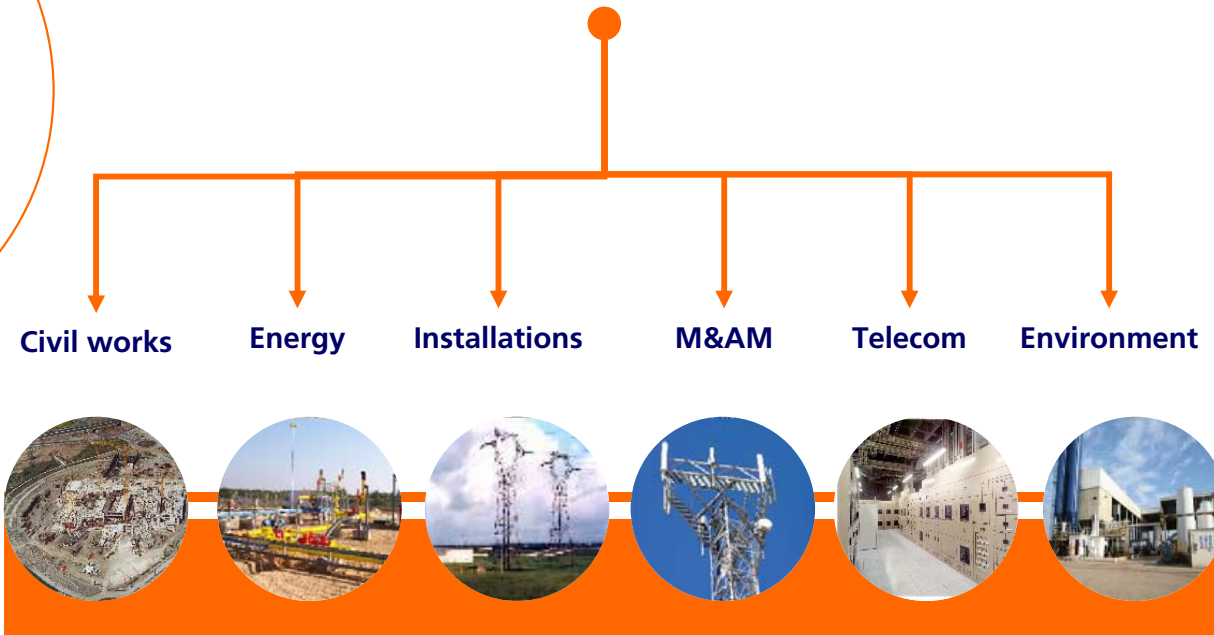 Civil works
Energy
Installations
M&AM
Telecom
Environment